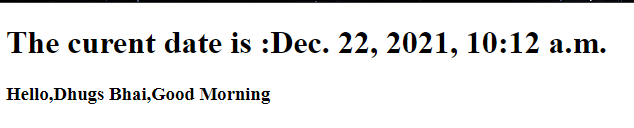 The curent date is :Dec. 22, 2021, 10:12 a.m.
Hello,Dhugs Bhai,Good Morning